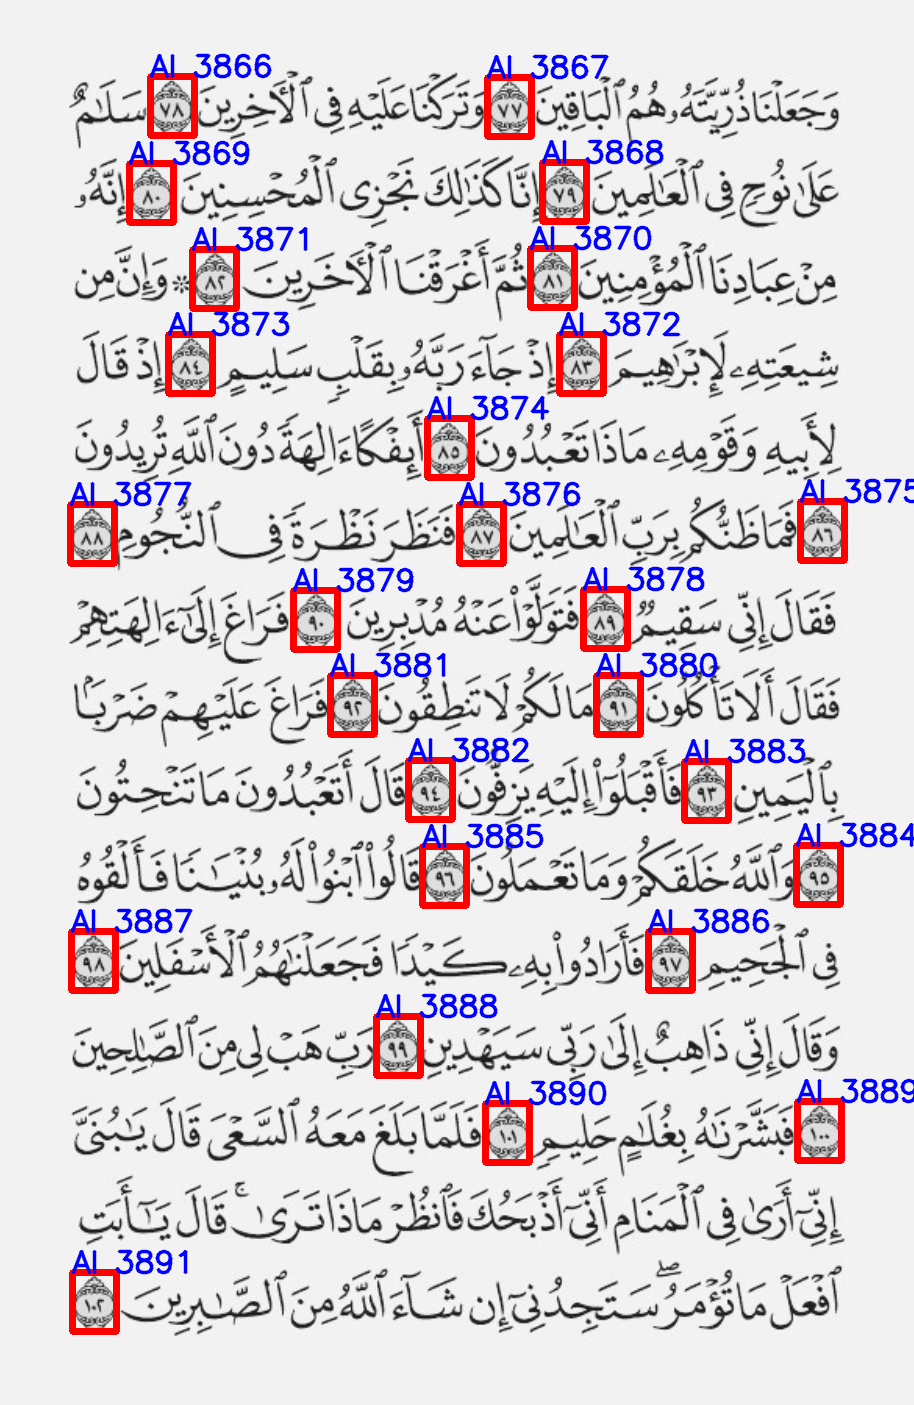 AI_3867 AI_3866
وَجَعَلْنَا ذُرِّيَّتَهُۥ هُمُ ٱلْبَاقِينَ ٧٧ وَتَرَكْنَا عَلَيْهِ فِى ٱلْأَخِرِينَ ٧٨ سَلَٰمٌ
AI_3868 AI_3869
عَلَىٰ نُوحٍ فِى ٱلْعَٰلَمِينَ ٧٩ إِنَّا كَذَٰلِكَ نَجْزِى ٱلْمُحْسِنِينَ ٨٠ إِنَّهُۥ
AI_3870 AI_3871
مِنْ عِبَادِنَا ٱلْمُؤْمِنِينَ ٨١ ثُمَّ أَغْرَقْنَا ٱلْأَخَرِينَ ٨٢ ۞ وَإِنَّ مِن
AI_3872 AI_3873
شِيعَتِهِۦ لَإِبْرَٰهِيمَ ٨٣ إِذْ جَآءَ رَبَّهُۥ بِقَلْبٍ سَلِيمٍ ٨٤ إِذْ قَالَ
AI_3874
لِأَبِيهِ وَقَوْمِهِۦ مَاذَا تَعْبُدُونَ ٨٥ أَئِفْكًا ءَالِهَةً دُونَ ٱللَّهِ تُرِيدُونَ
AI_3875 AI_3876 AI_3877
٨٦ فَمَا ظَنُّكُم بِرَبِّ ٱلْعَٰلَمِينَ ٨٧ فَنَظَرَ نَظْرَةً فِى ٱلنُّجُومِ ٨٨
AI_3878 AI_3879
فَقَالَ إِنِّى سَقِيمٌ ٨٩ فَتَوَلَّوْا۟ عَنْهُ مُدْبِرِينَ ٩٠ فَرَاغَ إِلَىٰٓ ءَالِهَتِهِمْ
AI_3880 AI_3881
فَقَالَ أَلَا تَأْكُلُونَ ٩١ مَا لَكُمْ لَا تَنطِقُونَ ٩٢ فَرَاغَ عَلَيْهِمْ ضَرْبًۢا
AI_3883 AI_3882
بِٱلْيَمِينِ ٩٣ فَأَقْبَلُوٓا۟ إِلَيْهِ يَزِفُّونَ ٩٤ قَالَ أَتَعْبُدُونَ مَا تَنْحِتُونَ
AI_3884 AI_3885
٩٥ وَٱللَّهُ خَلَقَكُمْ وَمَا تَعْمَلُونَ ٩٦ قَالُوا۟ ٱبْنُوا۟ لَهُۥ بُنْيَٰنًا فَأَلْقُوهُ
AI_3886 AI_3887
فِى ٱلْجَحِيمِ ٩٧ فَأَرَادُوا۟ بِهِۦ كَيْدًا فَجَعَلْنَٰهُمُ ٱلْأَسْفَلِينَ ٩٨
AI_3888
وَقَالَ إِنِّى ذَاهِبٌ إِلَىٰ رَبِّى سَيَهْدِينِ ٩٩ رَبِّ هَبْ لِى مِنَ ٱلصَّٰلِحِينَ
AI_3889 AI_3890
١٠٠ فَبَشَّرْنَٰهُ بِغُلَٰمٍ حَلِيمٍ ١٠١ فَلَمَّا بَلَغَ مَعَهُ ٱلسَّعْىَ قَالَ يَٰبُنَىَّ
إِنِّىٓ أَرَىٰ فِى ٱلْمَنَامِ أَنِّىٓ أَذْبَحُكَ فَٱنظُرْ مَاذَا تَرَىٰ ۚ قَالَ يَٰٓأَبَتِ
AI_3891
ٱفْعَلْ مَا تُؤْمَرُ ۖ سَتَجِدُنِىٓ إِن شَآءَ ٱللَّهُ مِنَ ٱلصَّٰبِرِينَ ١٠٢